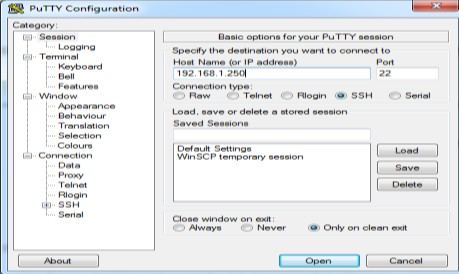 PuTTY Configuration
Category:
Session
Logging
Terminal
Keyboard
Bell
Features
Window
Appearance
Behaviour
Translation
Selection
Colours
Connection
Data
Proxy
Telnet
Rlogin
SSH
Serial
Basic options for your PuTTY session
Specify the destination you want to connect to
Host Name (or IP address) Port
192.168.1.250 22
Connection type:
Raw Telnet Rlogin SSH Serial
Load, save or delete a stored session
Saved Sessions
Default Settings
WinSCP temporary session
Load
Save
Delete
Close window on exit:
Always Never Only on clean exit
About Open Cancel